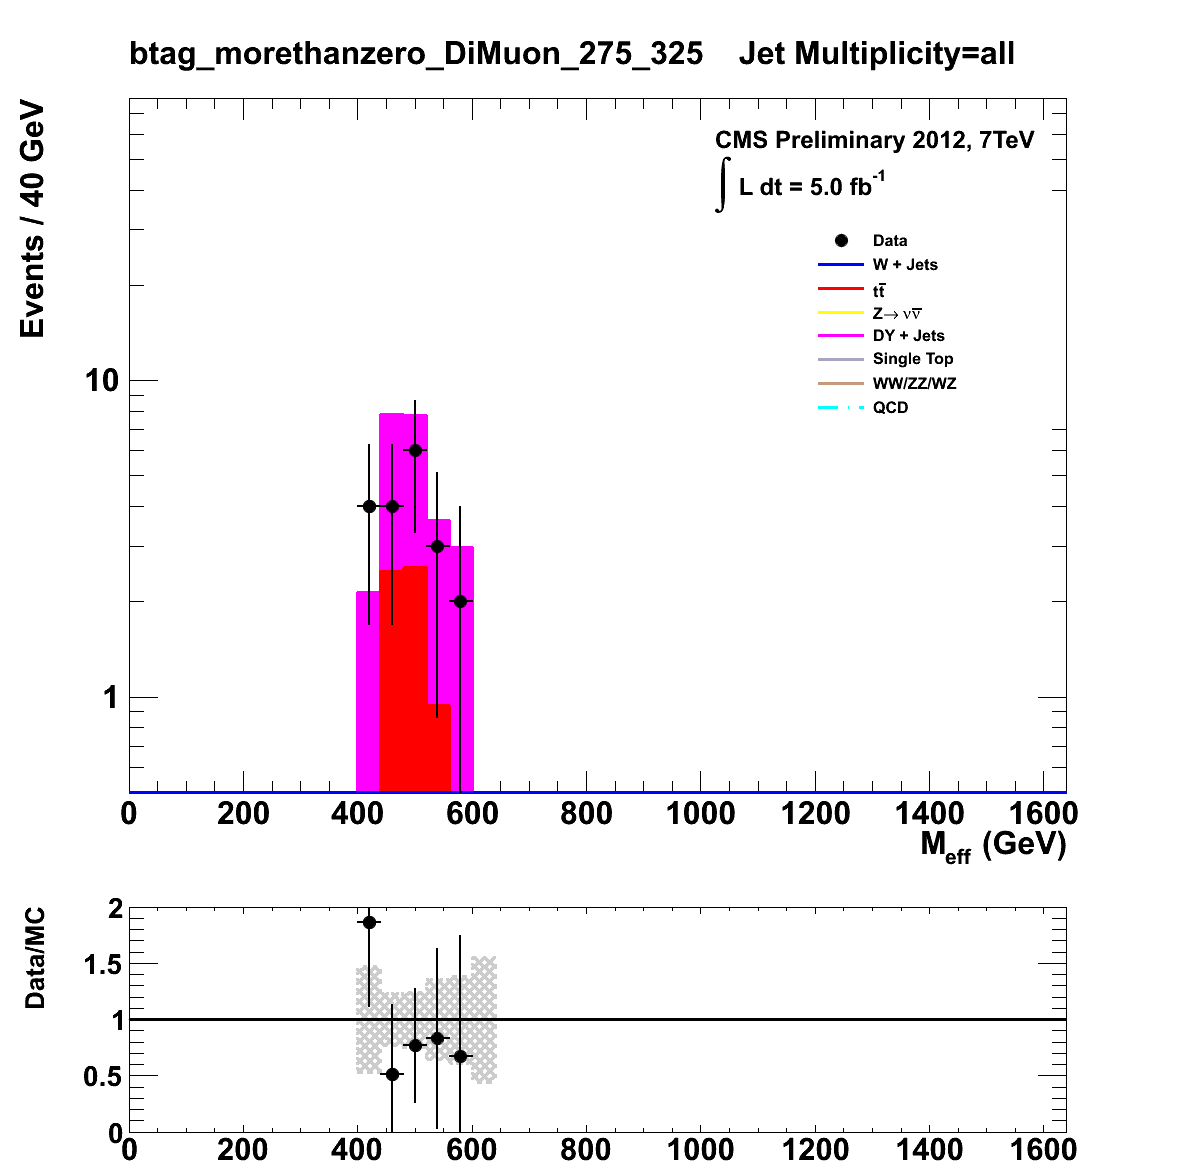 btag_morethanzero_DiMuon_275_325 Jet Multiplicity=all
Events / 40 GeV
CMS Preliminary 2012, 7TeV
∫ L dt = 5.0 fb⁻¹
Data
W + Jets
tt̅
Z→ νν̅
DY + Jets
Single Top
WW/ZZ/WZ
QCD
10
1
0 200 400 600 800 1000 1200 1400 1600
M_eff (GeV)
Data/MC
2
1.5
1
0.5
0
0 200 400 600 800 1000 1200 1400 1600